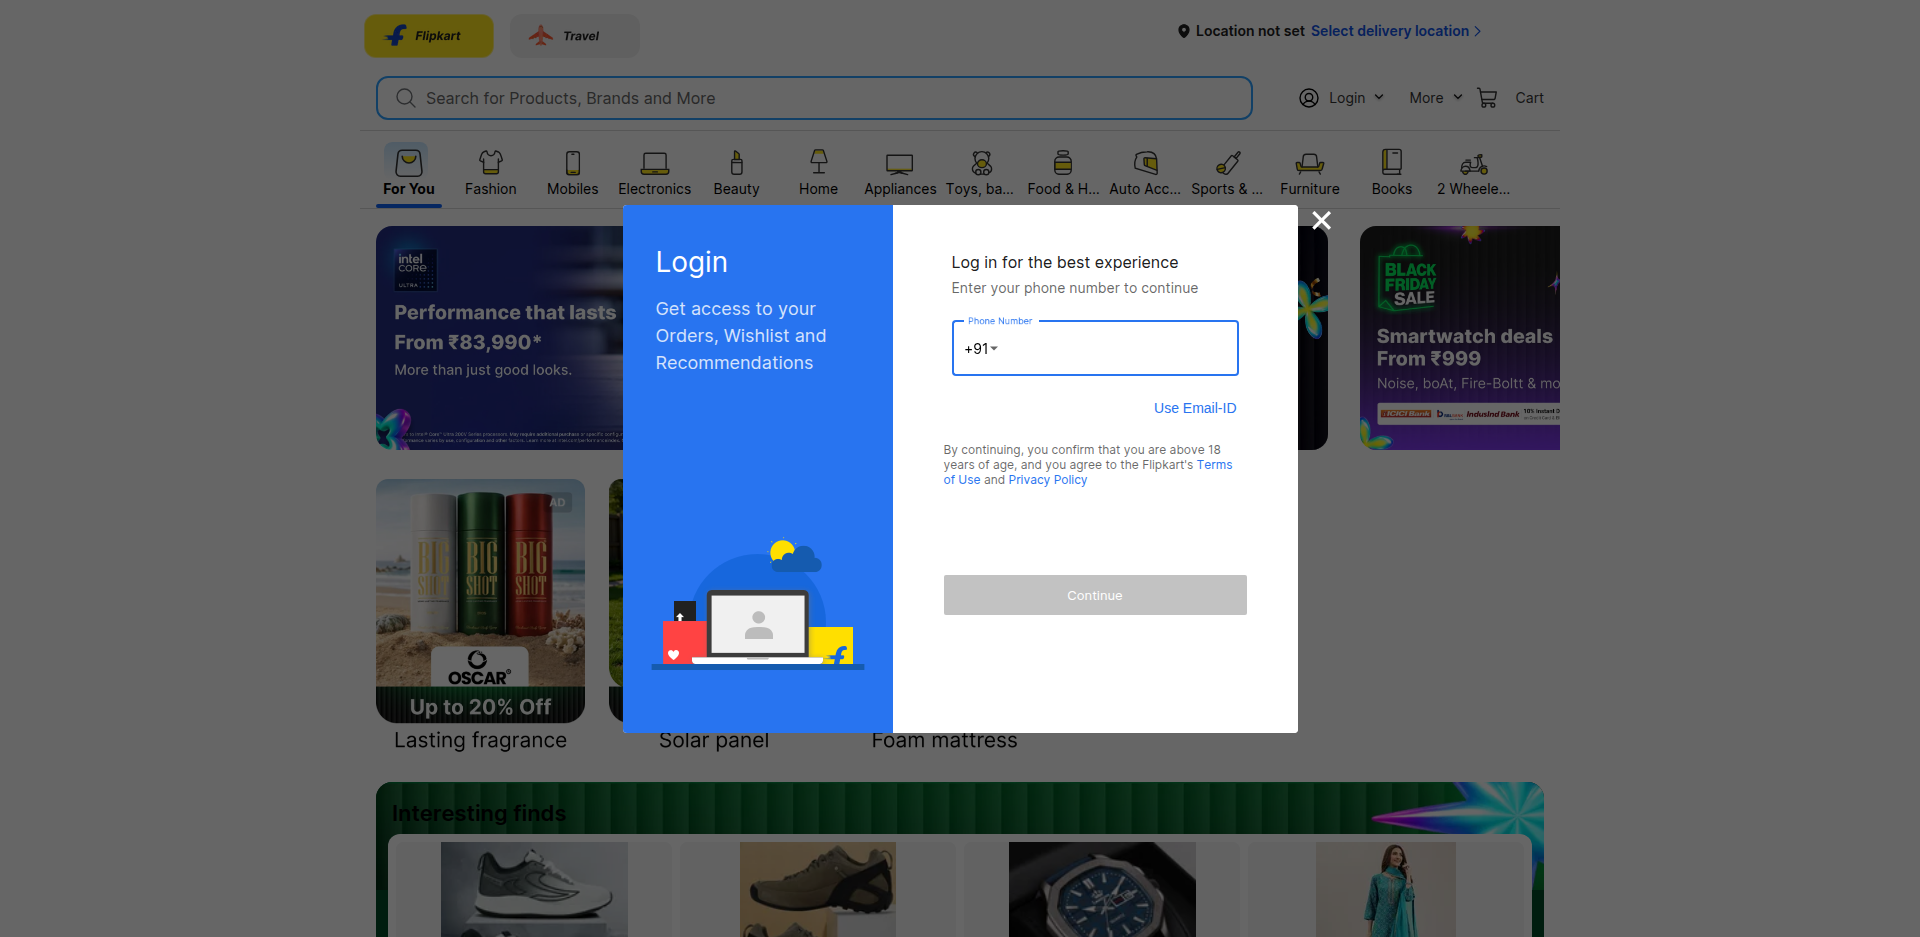 Flipkart
Travel
Location not set Select delivery location
Search for Products, Brands and More
Login
More
Cart
For You
Fashion
Mobiles
Electronics
Beauty
Home
Appliances
Toys, ba...
Food & H...
Auto Acc...
Sports & ...
Furniture
Books
2 Wheele...
intel
CORE
ULTRA
Performance that lasts
From ₹83,990*
More than just good looks.
Login
Get access to your
Orders, Wishlist and
Recommendations
Log in for the best experience
Enter your phone number to continue
Phone Number
+91
Use Email-ID
By continuing, you confirm that you are above 18
years of age, and you agree to the Flipkart's Terms
of Use and Privacy Policy
Continue
BLACK
FRIDAY
SALE
Smartwatch deals
From ₹999
Noise, boAt, Fire-Boltt & mo
ICICI Bank
IndusInd Bank
AD
BIG
SHOT
BIG
SHOT
BIG
SHOT
OSCAR
Up to 20% Off
Lasting fragrance
Solar panel
Foam mattress
Interesting finds